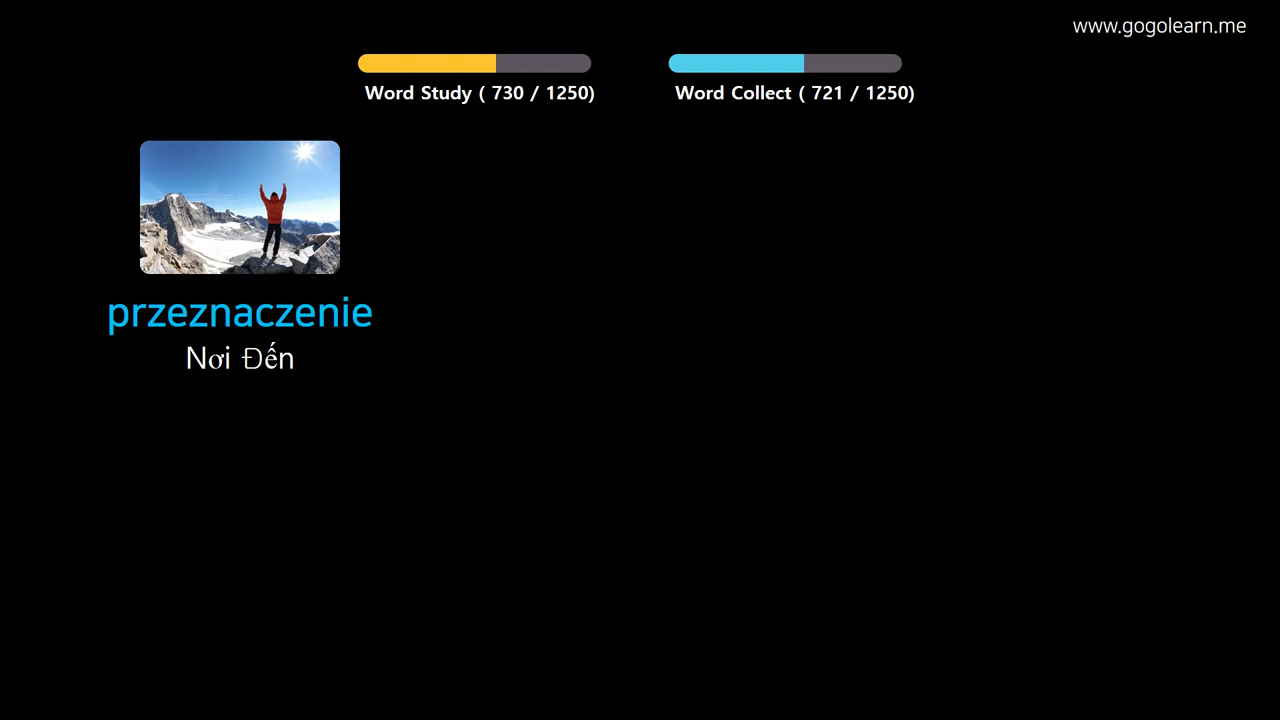 www.gogolearn.me
Word Study ( 730 / 1250)
Word Collect ( 721 / 1250)
przeznaczenie
Nơi Đến